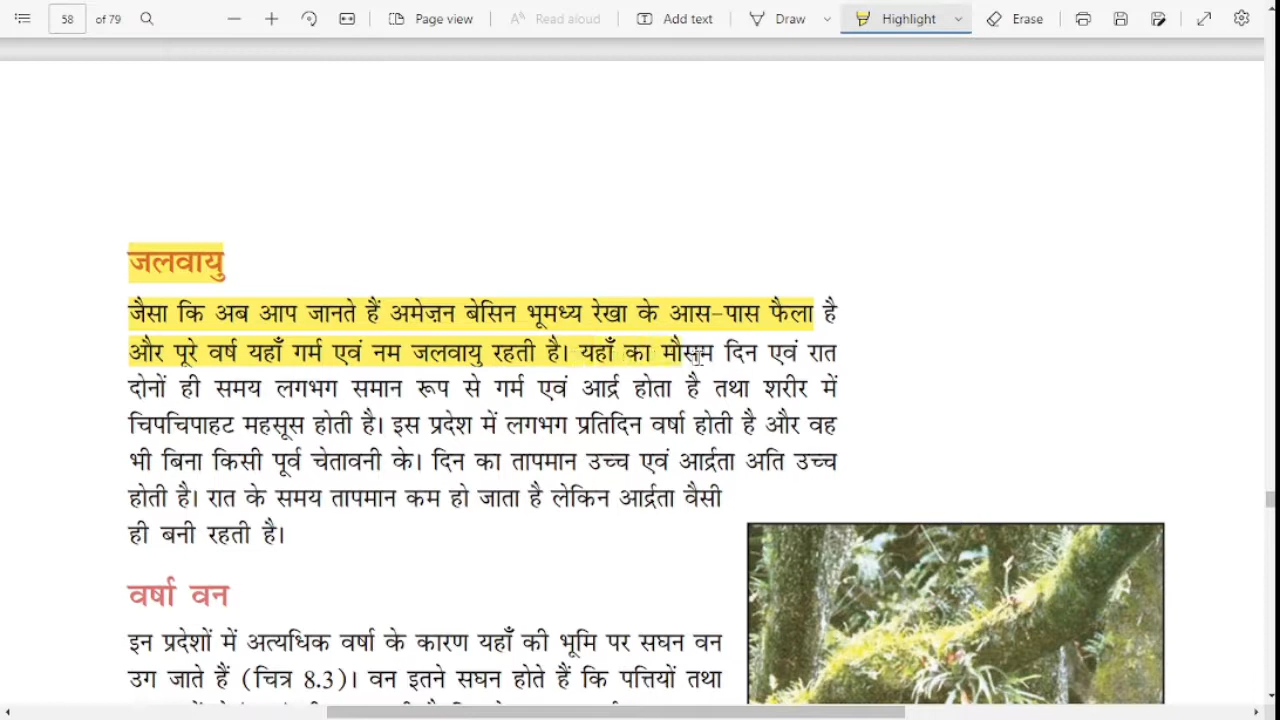 58 of 79 Page view Read aloud Add text Draw Highlight Erase
जलवायु
जैसा कि अब आप जानते हैं अमेज़न बेसिन भूमध्य रेखा के आस-पास फैला है
और पूरे वर्ष यहाँ गर्म एवं नम जलवायु रहती है। यहाँ का मौसम दिन एवं रात
दोनों ही समय लगभग समान रूप से गर्म एवं आर्द्र होता है तथा शरीर में
चिपचिपाहट महसूस होती है। इस प्रदेश में लगभग प्रतिदिन वर्षा होती है और वह
भी बिना किसी पूर्व चेतावनी के। दिन का तापमान उच्च एवं आर्द्रता अति उच्च
होती है। रात के समय तापमान कम हो जाता है लेकिन आर्द्रता वैसी
ही बनी रहती है।
वर्षा वन
इन प्रदेशों में अत्यधिक वर्षा के कारण यहाँ की भूमि पर सघन वन
उग जाते हैं (चित्र 8.3)। वन इतने सघन होते हैं कि पत्तियों तथा